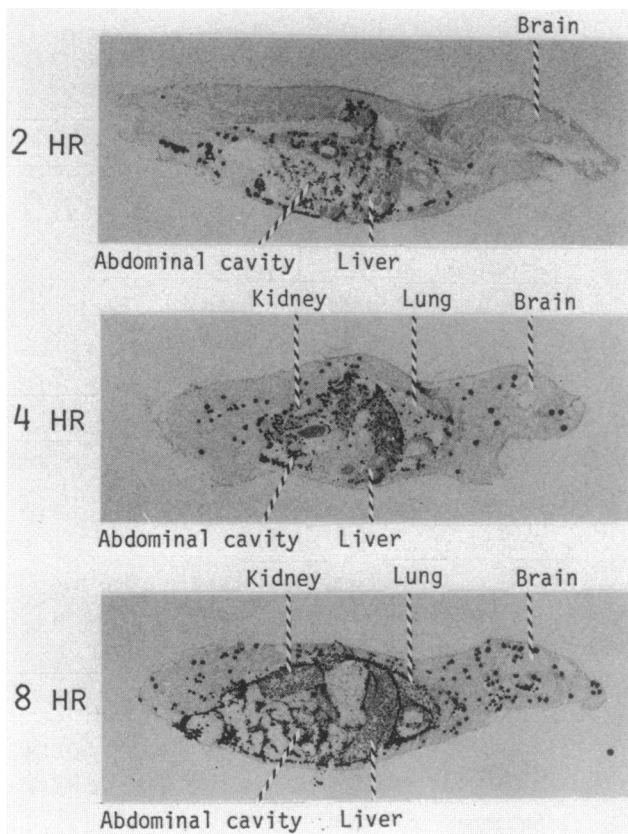 Brain
2 HR
Abdominal cavity Liver
Kidney Lung Brain
4 HR
Abdominal cavity Liver
Kidney Lung Brain
8 HR
Abdominal cavity Liver